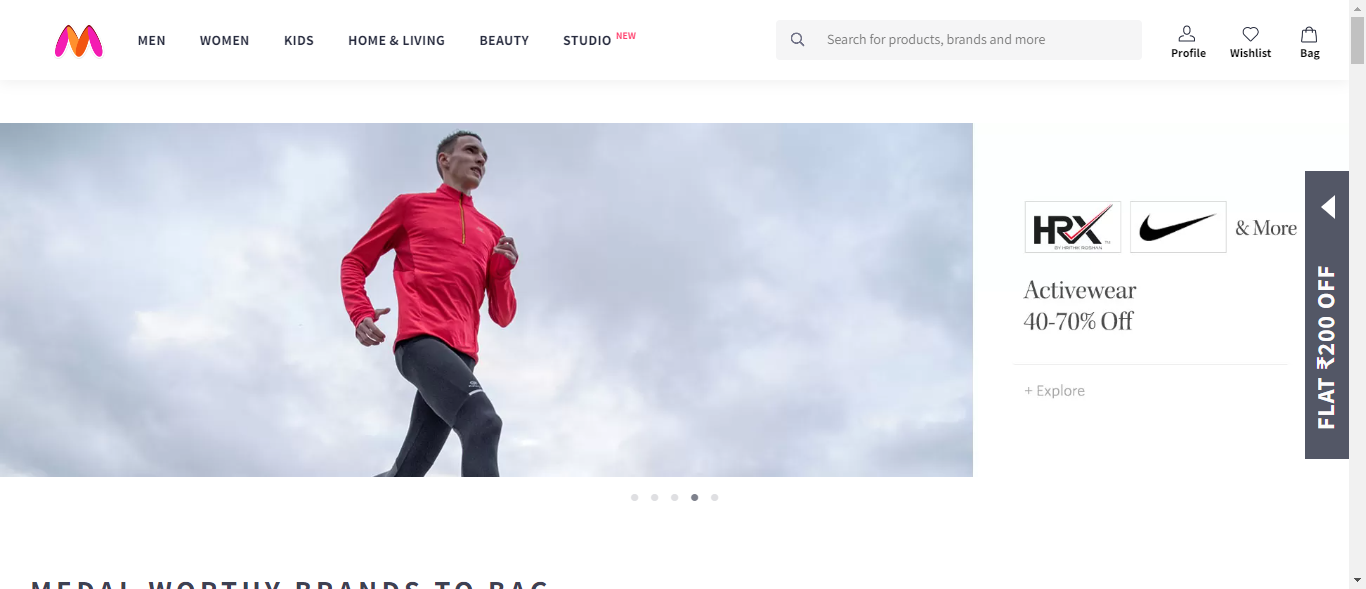 MEN WOMEN KIDS HOME & LIVING BEAUTY STUDIO NEW
Search for products, brands and more
Profile Wishlist Bag
HRX & More
BY HRITHIK ROSHAN
Activewear
40-70% Off
+ Explore
FLAT ₹200 OFF
MEDAL WORTHY BRANDS TO BAG